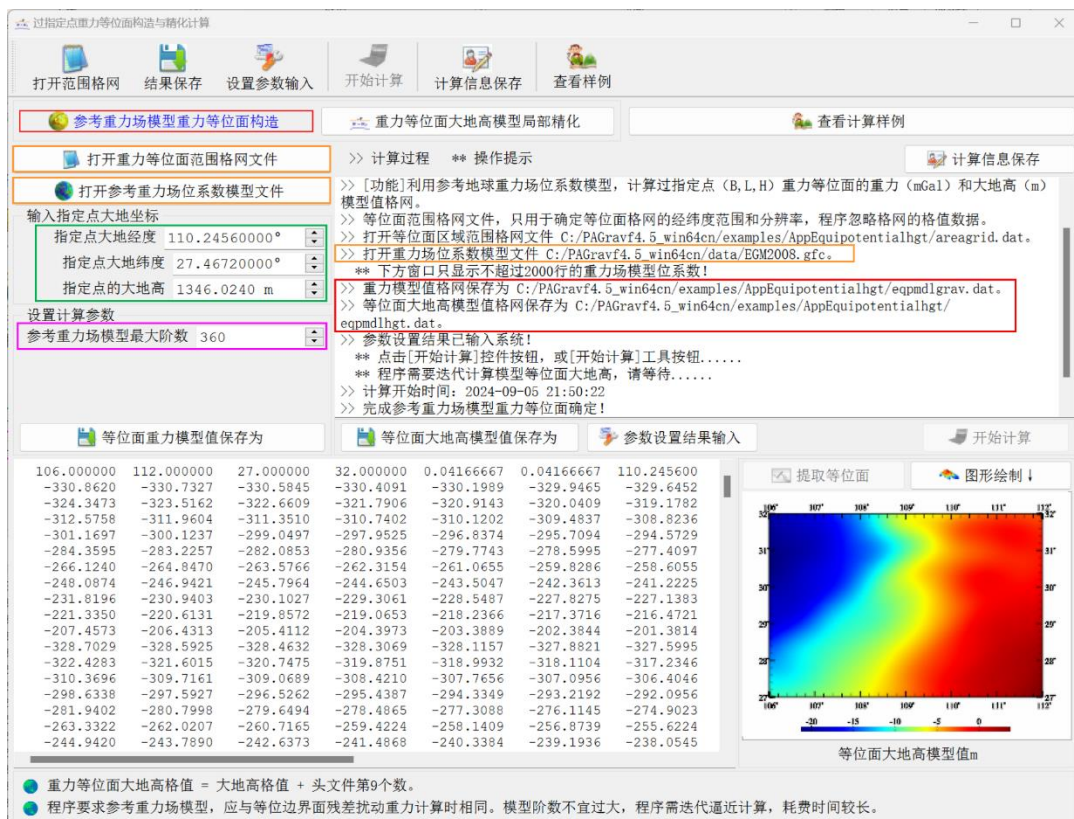 过指定点重力等位面构造与精化计算
打开范围格网 结果保存 设置参数输入 开始计算 计算信息保存 查看样例
参考重力场模型重力等位面构造 重力等位面大地高模型局部精化 查看计算样例
打开重力等位面范围格网文件
打开参考重力场位系数模型文件
输入指定点大地坐标
指定点大地经度 110.24560000°
指定点大地纬度 27.46720000°
指定点的大地高 1346.0240 m
设置计算参数
参考重力场模型最大阶数 360
>> 计算过程 ** 操作提示
计算信息保存
>> [功能]利用参考地球重力场位系数模型，计算过指定点（B,L,H）重力等位面的重力（mGal）和大地高（m）
模型值格网。
>> 等位面范围格网文件，只用于确定等位面格网的经纬度范围和分辨率，程序忽略格网的格值数据。
>> 打开等位面区域范围格网文件 C:/PAGravf4.5_win64cn/examples/AppEquipotentialhgt/areagrid.dat。
>> 打开重力场位系数模型文件 C:/PAGravf4.5_win64cn/data/EGM2008.gfc。
** 下方窗口只显示不超过2000行的重力场模型位系数！
>> 重力模型值格网保存为 C:/PAGravf4.5_win64cn/examples/AppEquipotentialhgt/eqpmdlgrav.dat。
>> 等位面大地高模型值格网保存为 C:/PAGravf4.5_win64cn/examples/AppEquipotentialhgt/
eqpmdlhgt.dat。
>> 参数设置结果已输入系统！
** 点击[开始计算]控件按钮，或[开始计算]工具按钮......
** 程序需要迭代计算模型等位面大地高，请等待......
>> 计算开始时间：2024-09-05 21:50:22
>> 完成参考重力场模型重力等位面确定！
等位面重力模型值保存为 等位面大地高模型值保存为 参数设置结果输入 开始计算
106.000000 112.000000 27.000000 32.000000 0.04166667 0.04166667 110.245600
-330.8620 -330.7327 -330.5845 -330.4091 -330.1989 -329.9465 -329.6452
-324.3473 -323.5162 -322.6609 -321.7906 -320.9143 -320.0409 -319.1782
-312.5758 -311.9604 -311.3510 -310.7402 -310.1202 -309.4837 -308.8236
-301.1697 -300.1237 -299.0497 -297.9525 -296.8374 -295.7094 -294.5729
-284.3595 -283.2257 -282.0853 -280.9356 -279.7743 -278.5995 -277.4097
-266.1240 -264.8470 -263.5766 -262.3154 -261.0655 -259.8286 -258.6055
-248.0874 -246.9421 -245.7964 -244.6503 -243.5047 -242.3613 -241.2225
-231.8196 -230.9403 -230.1027 -229.3061 -228.5487 -227.8275 -227.1383
-221.3350 -220.6131 -219.8572 -219.0653 -218.2366 -217.3716 -216.4721
-207.4573 -206.4313 -205.4112 -204.3973 -203.3889 -202.3844 -201.3814
-328.7029 -328.5925 -328.4632 -328.3069 -328.1157 -327.8821 -327.5995
-322.4283 -321.6015 -320.7475 -319.8751 -318.9932 -318.1104 -317.2346
-310.3696 -309.7161 -309.0689 -308.4210 -307.7656 -307.0956 -306.4046
-298.6338 -297.5927 -296.5262 -295.4387 -294.3349 -293.2192 -292.0956
-281.9402 -280.7998 -279.6494 -278.4865 -277.3088 -276.1145 -274.9023
-263.3322 -262.0207 -260.7165 -259.4224 -258.1409 -256.8739 -255.6224
-244.9420 -243.7890 -242.6373 -241.4868 -240.3384 -239.1936 -238.0545
提取等位面 图形绘制↓
106° 107° 108° 109° 110° 111° 112°
32° 32°
31° 31°
30° 30°
29° 29°
28° 28°
27° 27°
106° 107° 108° 109° 110° 111° 112°
-20 -15 -10 -5 0
等位面大地高模型值m
重力等位面大地高格值 = 大地高格值 + 头文件第9个数。
程序要求参考重力场模型，应与等位边界面残差扰动重力计算时相同。模型阶数不宜过大，程序需迭代逼近计算，耗费时间较长。